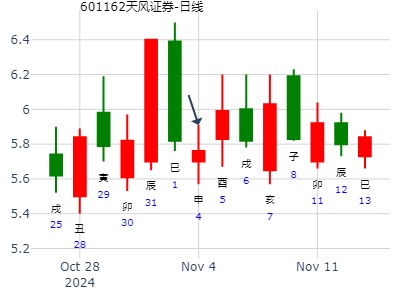 601162天风证券-日线
6.4
6.2
6
5.8
5.6
5.4
5.2
戌
25
丑
28
寅
29
卯
30
辰
31
巳
1
申
4
酉
5
戌
6
亥
7
子
8
卯
11
辰
12
巳
13
Oct 28
2024
Nov 4
Nov 11